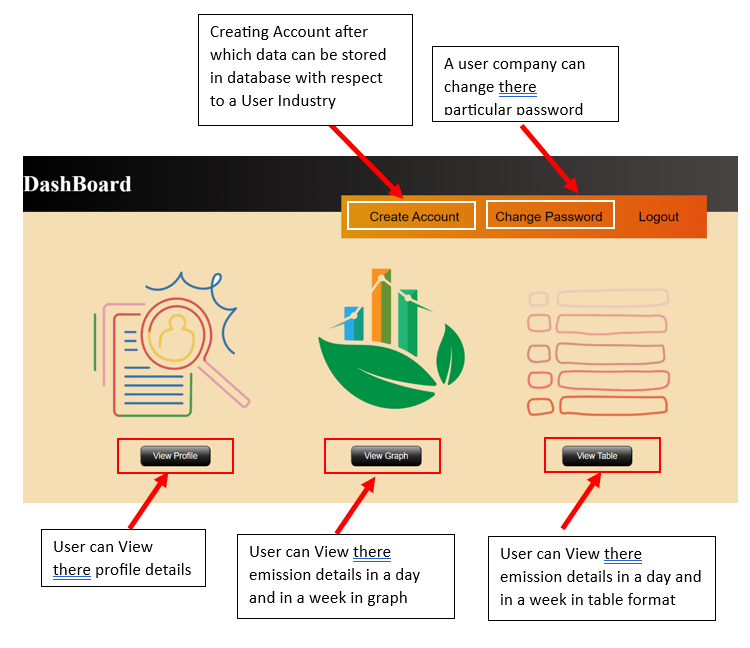 Creating Account after
which data can be stored
in database with respect
to a User Industry
A user company can
change there
particular password
DashBoard
Create Account
Change Password
Logout
View Profile
View Graph
View Table
User can View
there profile details
User can View there
emission details in a day
and in a week in graph
User can View there
emission details in a day and
in a week in table format